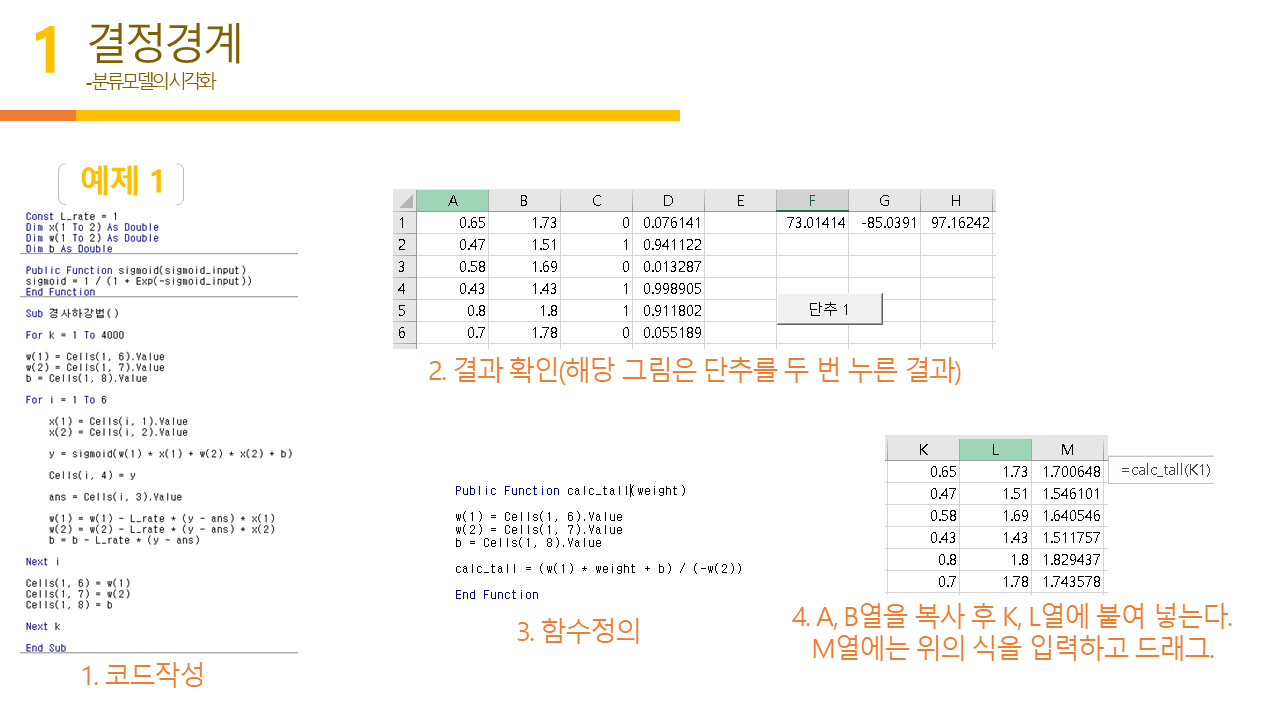 1 결정경계
-분류모델의시각화
예제 1
Const L_rate = 1
Dim x(1 To 2) As Double
Dim w(1 To 2) As Double
Dim b As Double
Public Function sigmoid(sigmoid_input)
sigmoid = 1 / (1 + Exp(-sigmoid_input))
End Function
Sub 경사하강법()
For k = 1 To 4000
w(1) = Cells(1, 6).Value
w(2) = Cells(1, 7).Value
b = Cells(1, 8).Value
For i = 1 To 6
x(1) = Cells(i, 1).Value
x(2) = Cells(i, 2).Value
y = sigmoid(w(1) * x(1) + w(2) * x(2) + b)
Cells(i, 4) = y
ans = Cells(i, 3).Value
w(1) = w(1) - L_rate * (y - ans) * x(1)
w(2) = w(2) - L_rate * (y - ans) * x(2)
b = b - L_rate * (y - ans)
Next i
Cells(1, 6) = w(1)
Cells(1, 7) = w(2)
Cells(1, 8) = b
Next k
End Sub
1. 코드작성
A B C D E F G H
1 0.65 1.73 0 0.076141 73.01414 -85.0391 97.16242
2 0.47 1.51 1 0.941122
3 0.58 1.69 0 0.013287
4 0.43 1.43 1 0.998905
5 0.8 1.8 1 0.911802
6 0.7 1.78 0 0.055189
단추 1
2. 결과 확인(해당 그림은 단추를 두 번 누른 결과)
Public Function calc_tall(weight)
w(1) = Cells(1, 6).Value
w(2) = Cells(1, 7).Value
b = Cells(1, 8).Value
calc_tall = (w(1) * weight + b) / (-w(2))
End Function
3. 함수정의
K L M
0.65 1.73 1.700648 =calc_tall(K1)
0.47 1.51 1.546101
0.58 1.69 1.640546
0.43 1.43 1.511757
0.8 1.8 1.829437
0.7 1.78 1.743578
4. A, B열을 복사 후 K, L열에 붙여 넣는다.
M열에는 위의 식을 입력하고 드래그.